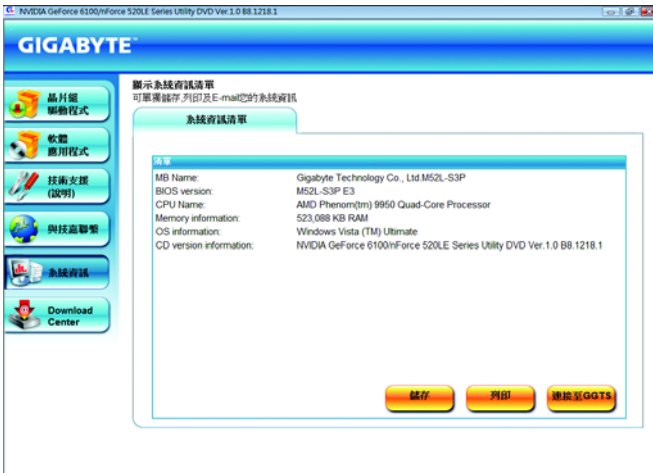 NVIDIA GeForce 6100/nForce 520LE Series Utility DVD Ver.1.0 B8.1218.1
GIGABYTE™
晶片組
驅動程式
軟體
應用程式
技術支援
(說明)
與技嘉聯繫
系統資訊
Download
Center
顯示系統資訊清單
可單獨儲存,列印及E-mail您的系統資訊
系統資訊清單
清單
MB Name: Gigabyte Technology Co., Ltd.M52L-S3P
BIOS version: M52L-S3P E3
CPU Name: AMD Phenom(tm) 9950 Quad-Core Processor
Memory information: 523,088 KB RAM
OS information: Windows Vista (TM) Ultimate
CD version information: NVIDIA GeForce 6100/nForce 520LE Series Utility DVD Ver.1.0 B8.1218.1
儲存
列印
連接至GGTS